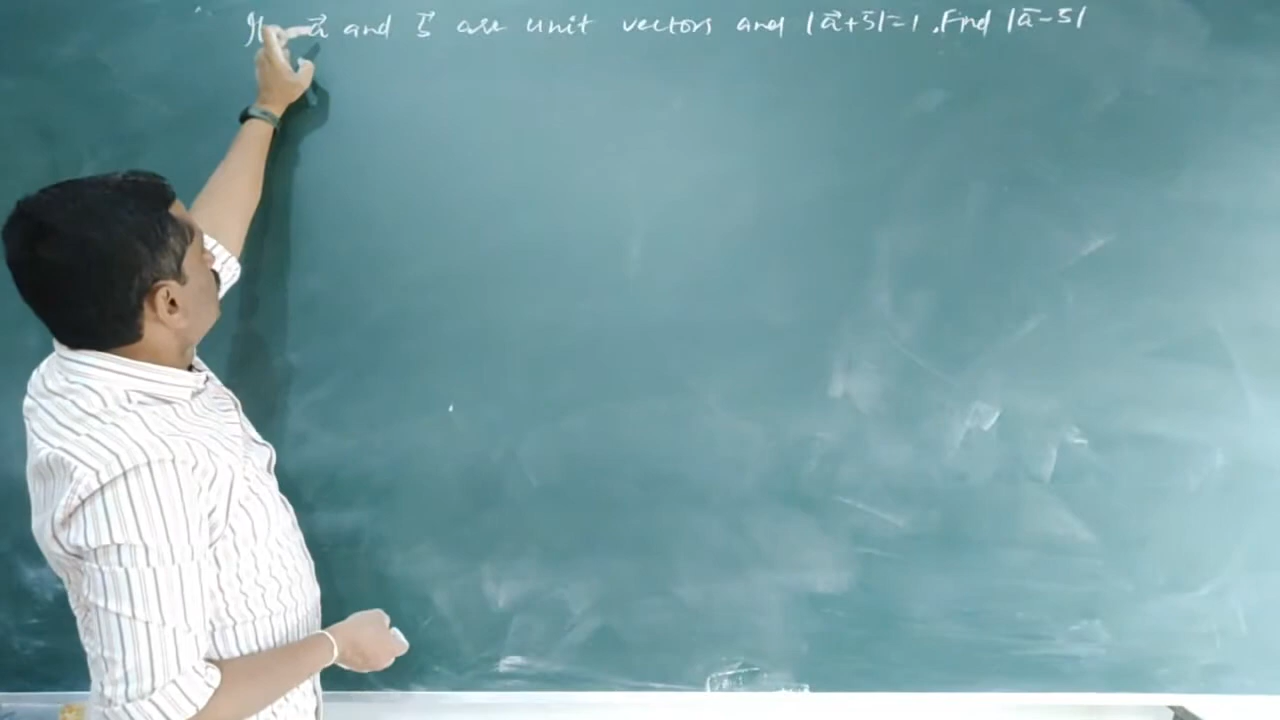 If a⃗ and b⃗ are unit vectors and |a⃗+b̄|=1 . Find |ā-b̄|